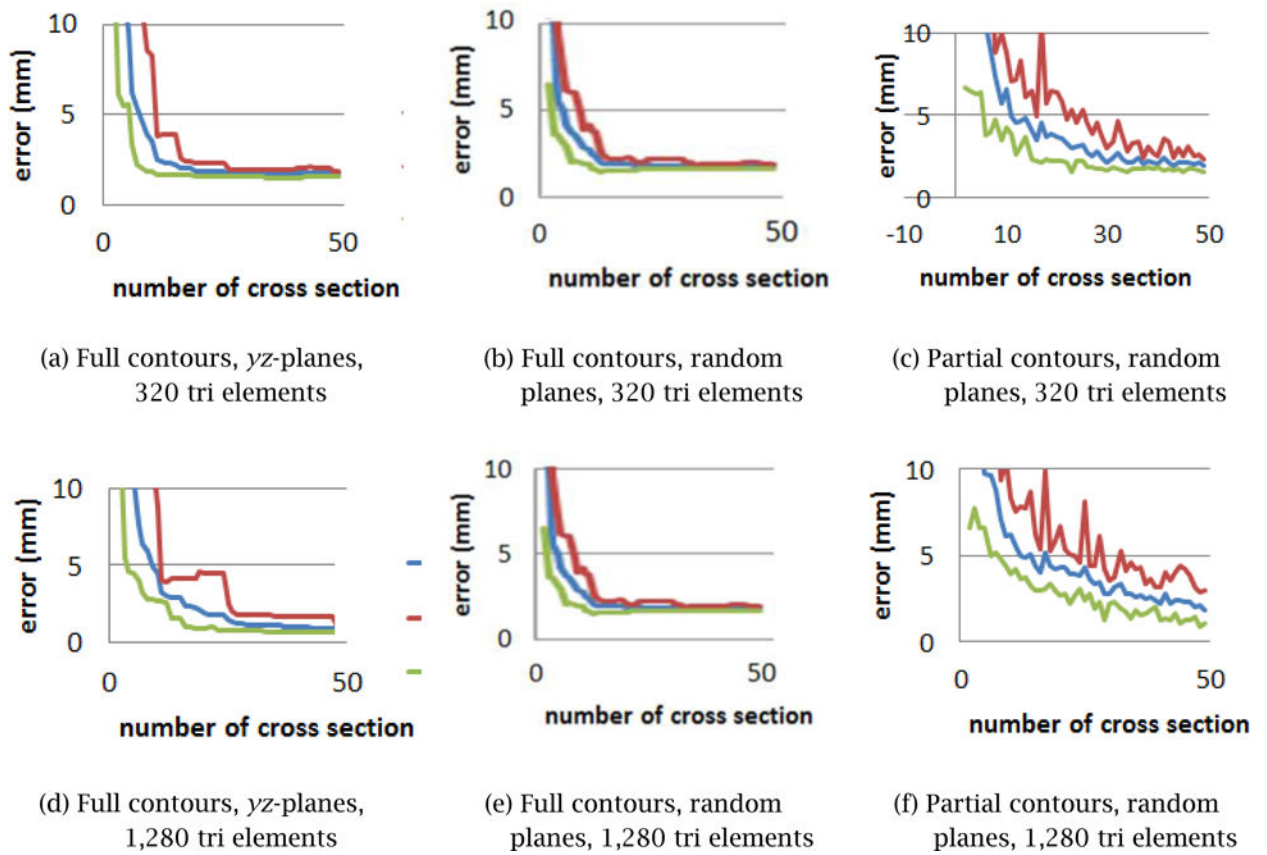 10
5
0
error (mm)
0
50
number of cross section
(a) Full contours, yz-planes,
320 tri elements
10
5
0
error (mm)
0
50
number of cross section
(b) Full contours, random
planes, 320 tri elements
10
5
0
error (mm)
-10
10
30
50
number of cross section
(c) Partial contours, random
planes, 320 tri elements
10
5
0
error (mm)
0
50
number of cross section
(d) Full contours, yz-planes,
1,280 tri elements
10
5
0
error (mm)
0
50
number of cross section
(e) Full contours, random
planes, 1,280 tri elements
10
5
0
error (mm)
0
50
number of cross section
(f) Partial contours, random
planes, 1,280 tri elements